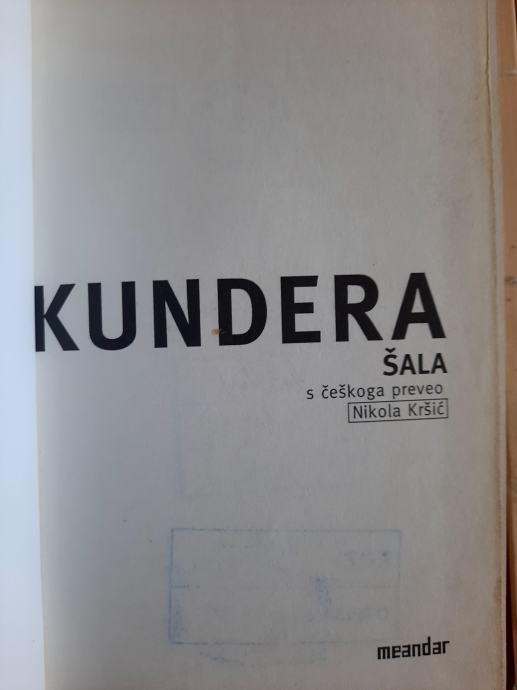 KUNDERA
ŠALA
s češkoga preveo
Nikola Kršić
meandar